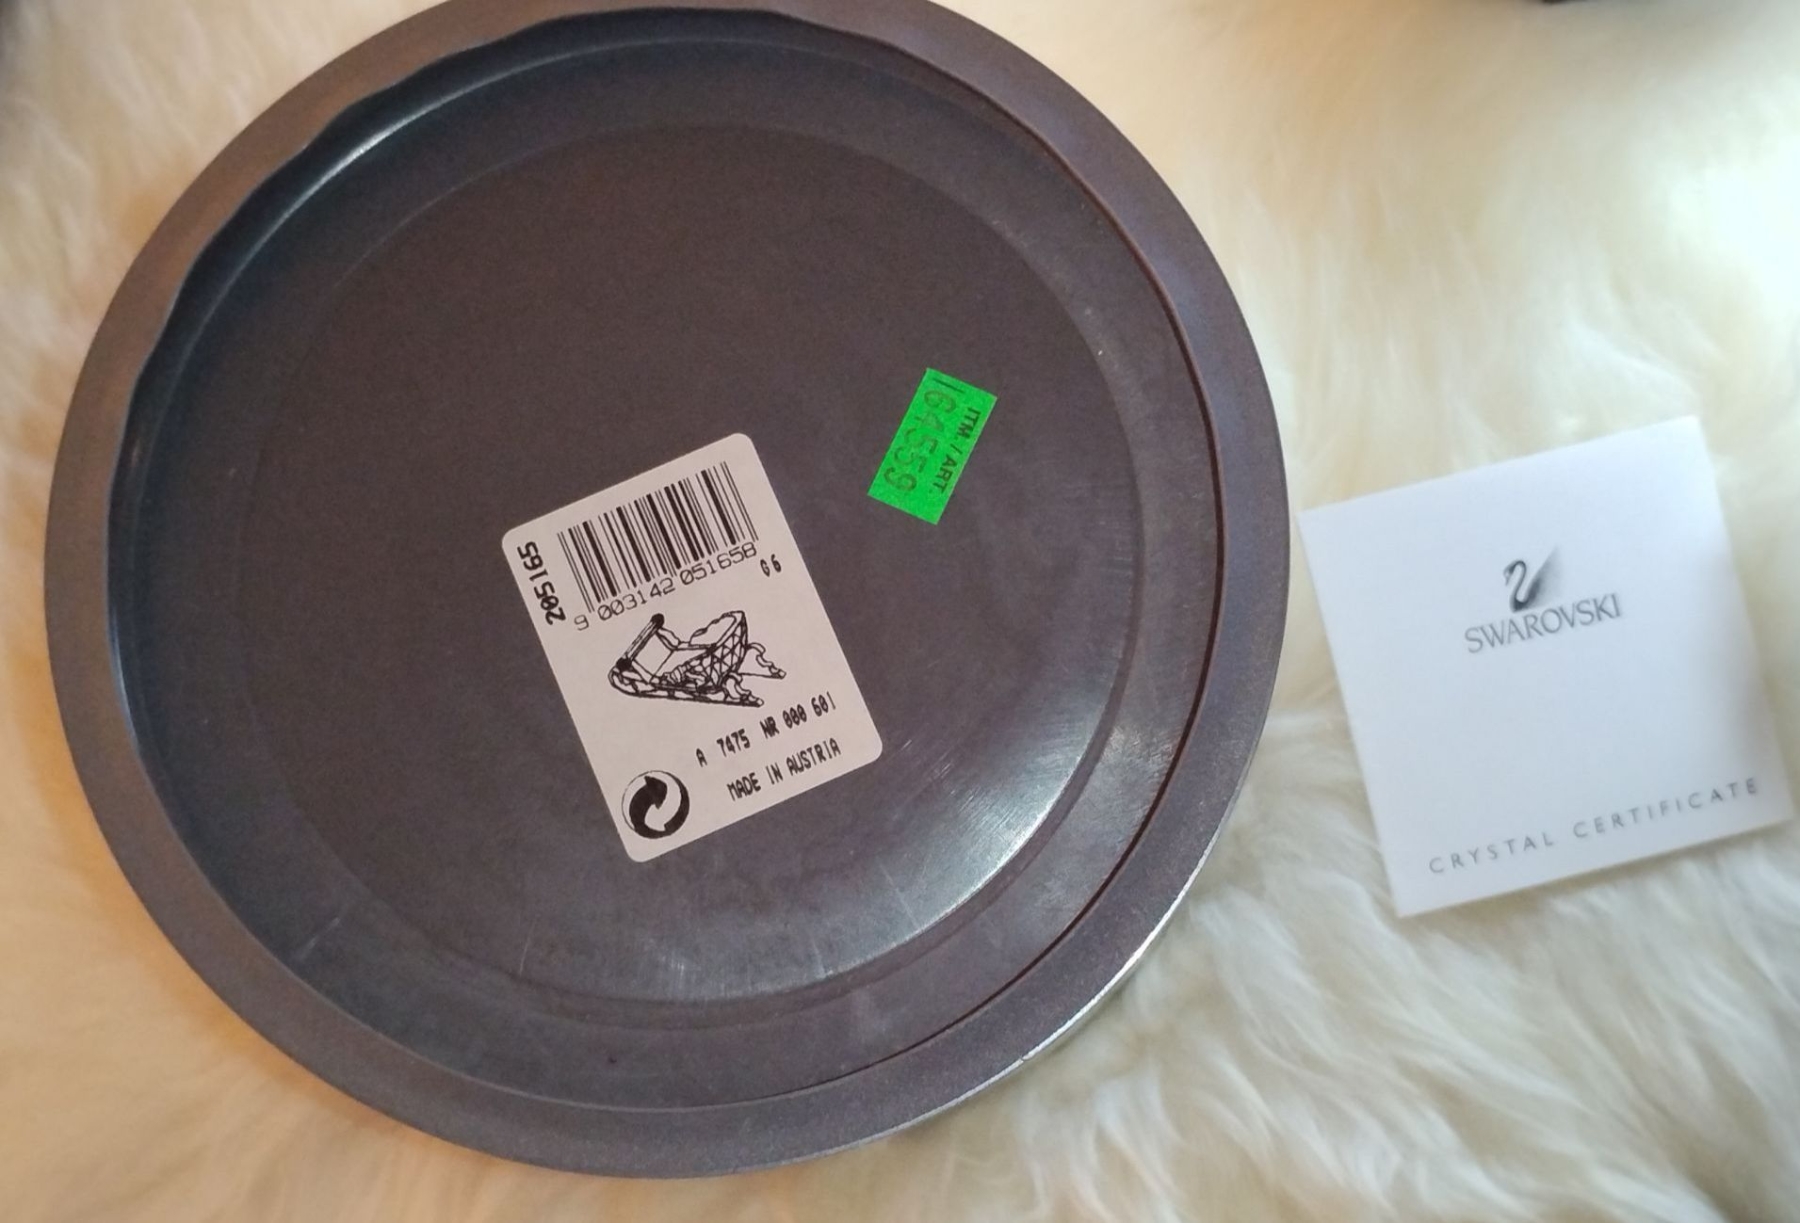 205165
9 003142 051658
G6
A 7475 NR 000 601
MADE IN AUSTRIA
ITM. / ART.
164559
SWAROVSKI
CRYSTAL CERTIFICATE